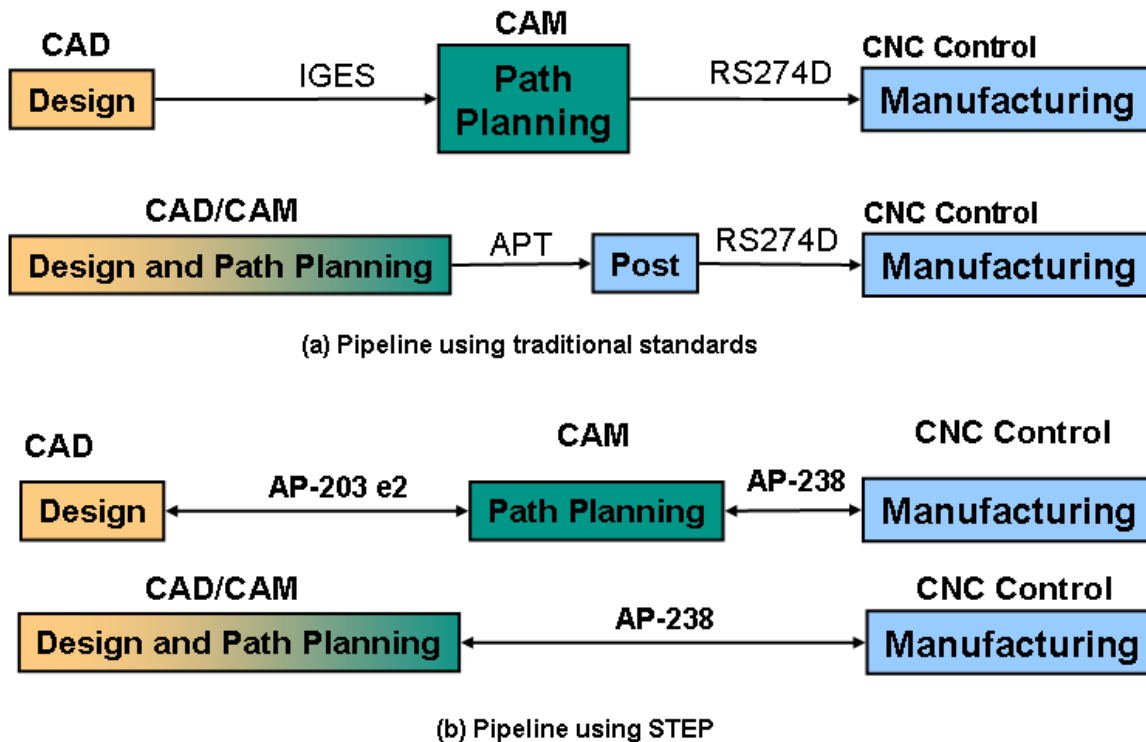 CAD
CAM
CNC Control
Design
IGES
Path
Planning
RS274D
Manufacturing
CAD/CAM
CNC Control
Design and Path Planning
APT
Post
RS274D
Manufacturing
(a) Pipeline using traditional standards
CAD
CAM
CNC Control
Design
AP-203 e2
Path Planning
AP-238
Manufacturing
CAD/CAM
CNC Control
Design and Path Planning
AP-238
Manufacturing
(b) Pipeline using STEP